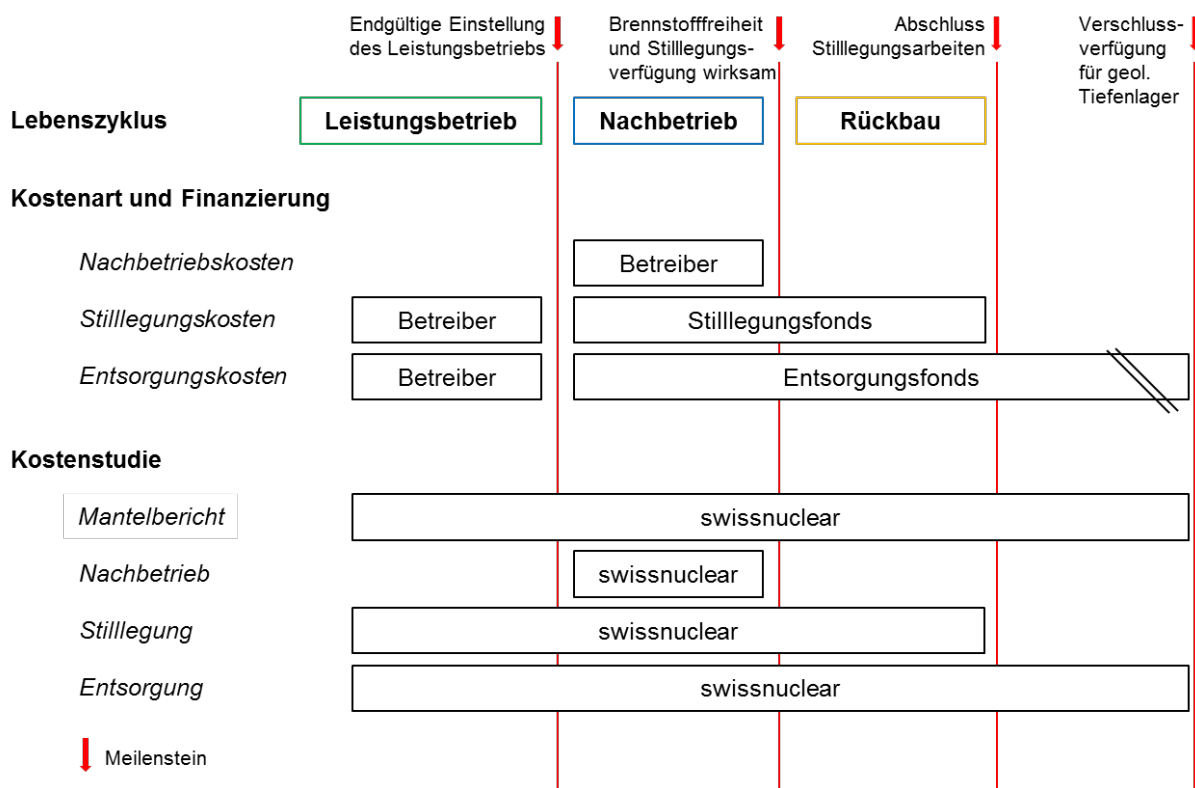 Endgültige Einstellung
des Leistungsbetriebs
Brennstofffreiheit
und Stilllegungs-
verfügung wirksam
Abschluss
Stilllegungsarbeiten
Verschluss-
verfügung
für geol.
Tiefenlager
Lebenszyklus
Leistungsbetrieb
Nachbetrieb
Rückbau
Kostenart und Finanzierung
Nachbetriebskosten
Betreiber
Stilllegungskosten
Betreiber
Stilllegungsfonds
Entsorgungskosten
Betreiber
Entsorgungsfonds
Kostenstudie
Mantelbericht
swissnuclear
Nachbetrieb
swissnuclear
Stilllegung
swissnuclear
Entsorgung
swissnuclear
Meilenstein